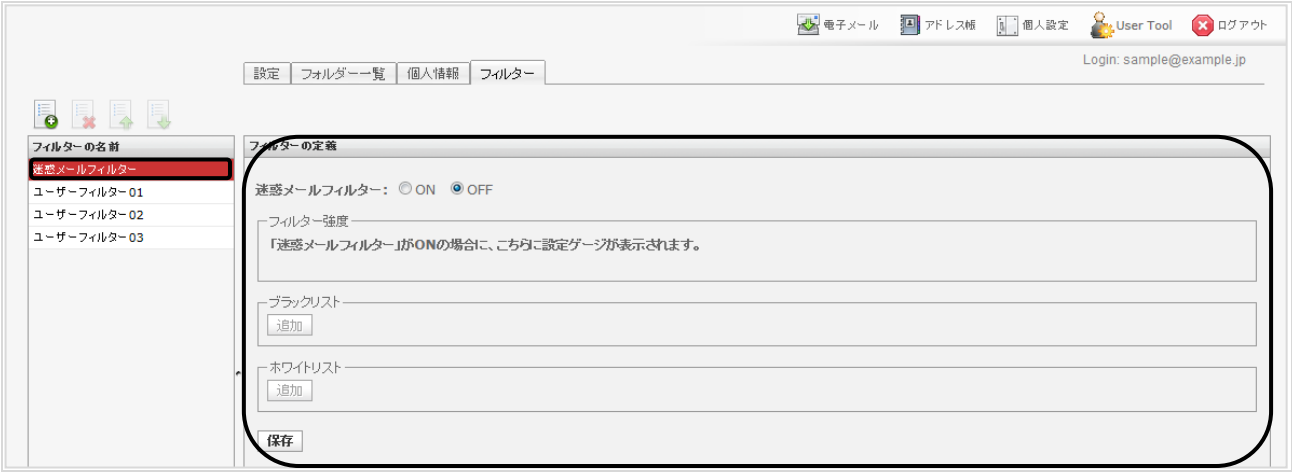 電子メール アドレス帳 個人設定 User Tool ログアウト
Login: sample@example.jp
設定 フォルダー一覧 個人情報 フィルター
フィルターの名前
迷惑メールフィルター
ユーザーフィルター01
ユーザーフィルター02
ユーザーフィルター03
フィルターの定義
迷惑メールフィルター: ON OFF
フィルター強度
「迷惑メールフィルター」がONの場合に、こちらに設定ゲージが表示されます。
ブラックリスト
追加
ホワイトリスト
追加
保存